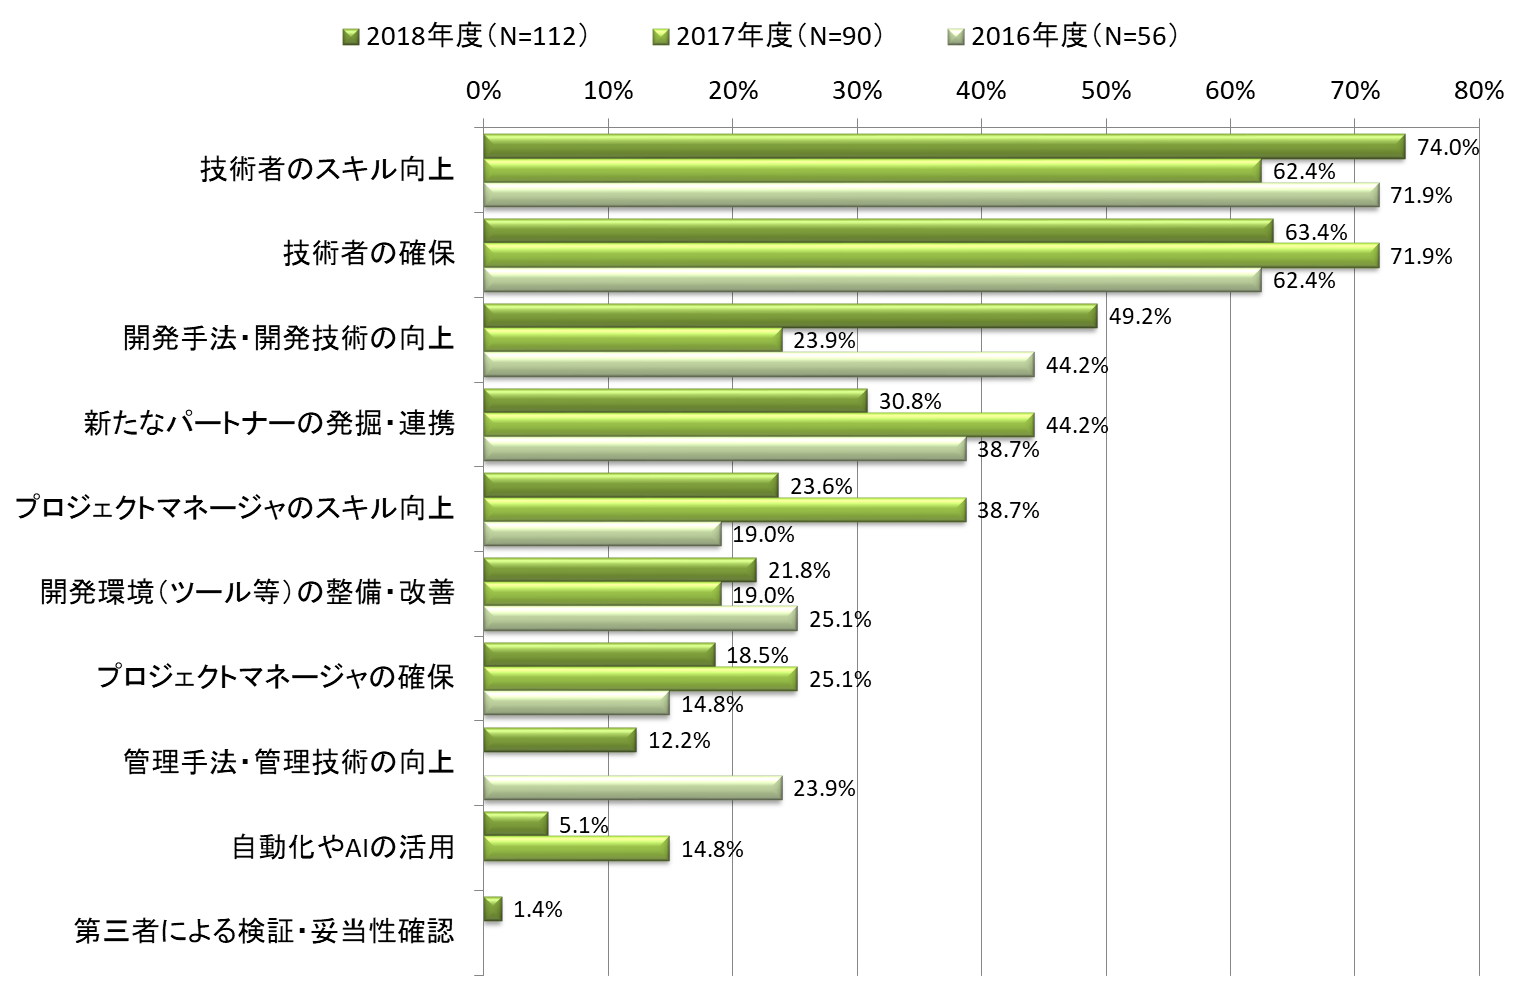 2018年度（N=112） 2017年度（N=90） 2016年度（N=56）
0% 10% 20% 30% 40% 50% 60% 70% 80%
技術者のスキル向上
74.0%
62.4%
71.9%
技術者の確保
63.4%
71.9%
62.4%
開発手法・開発技術の向上
49.2%
23.9%
44.2%
新たなパートナーの発掘・連携
30.8%
44.2%
38.7%
プロジェクトマネージャのスキル向上
23.6%
38.7%
19.0%
開発環境（ツール等）の整備・改善
21.8%
19.0%
25.1%
プロジェクトマネージャの確保
18.5%
25.1%
14.8%
管理手法・管理技術の向上
12.2%
23.9%
自動化やAIの活用
5.1%
14.8%
第三者による検証・妥当性確認
1.4%